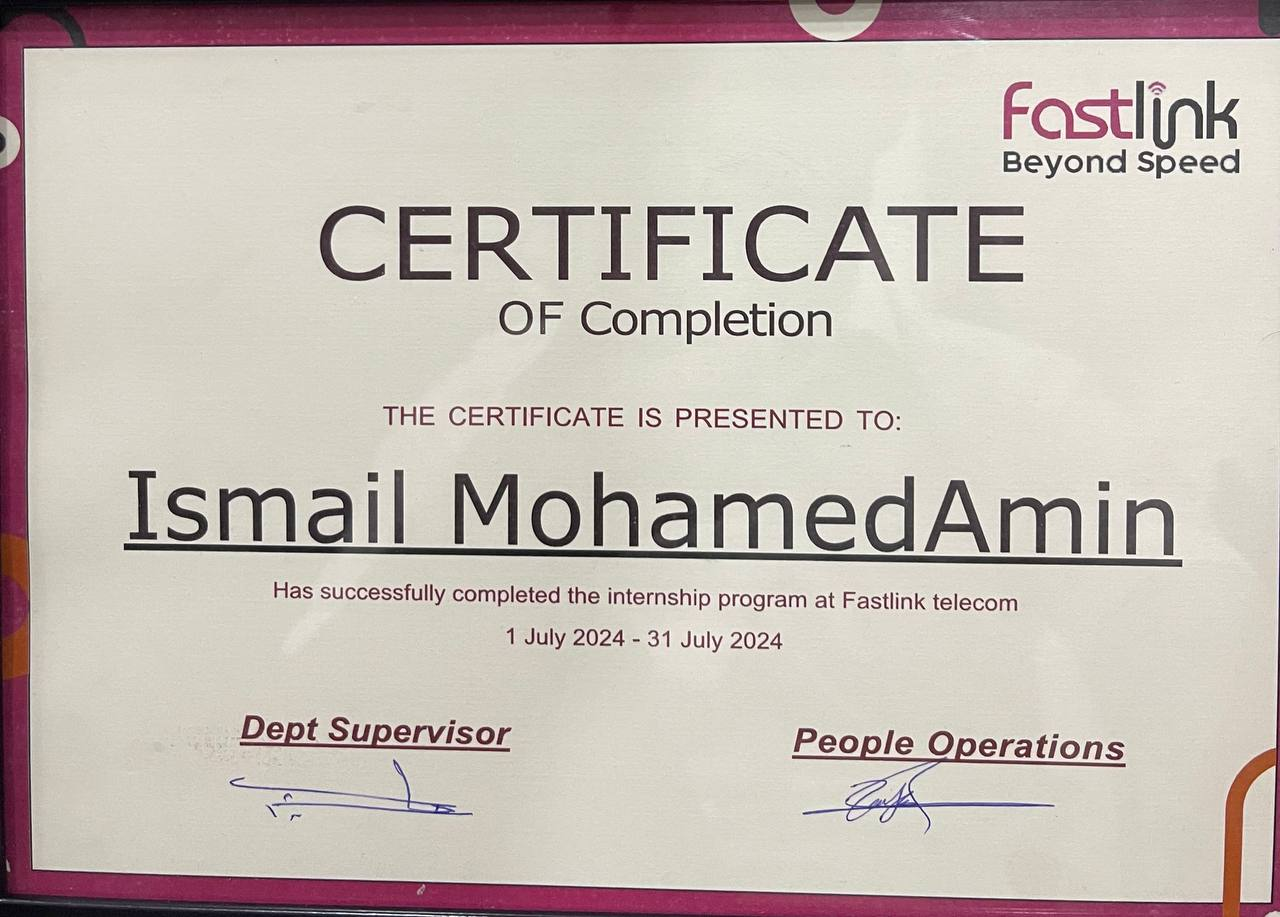 Fastlink
Beyond Speed
CERTIFICATE
OF Completion
THE CERTIFICATE IS PRESENTED TO:
Ismail MohamedAmin
Has successfully completed the internship program at Fastlink telecom
1 July 2024 - 31 July 2024
Dept Supervisor
People Operations